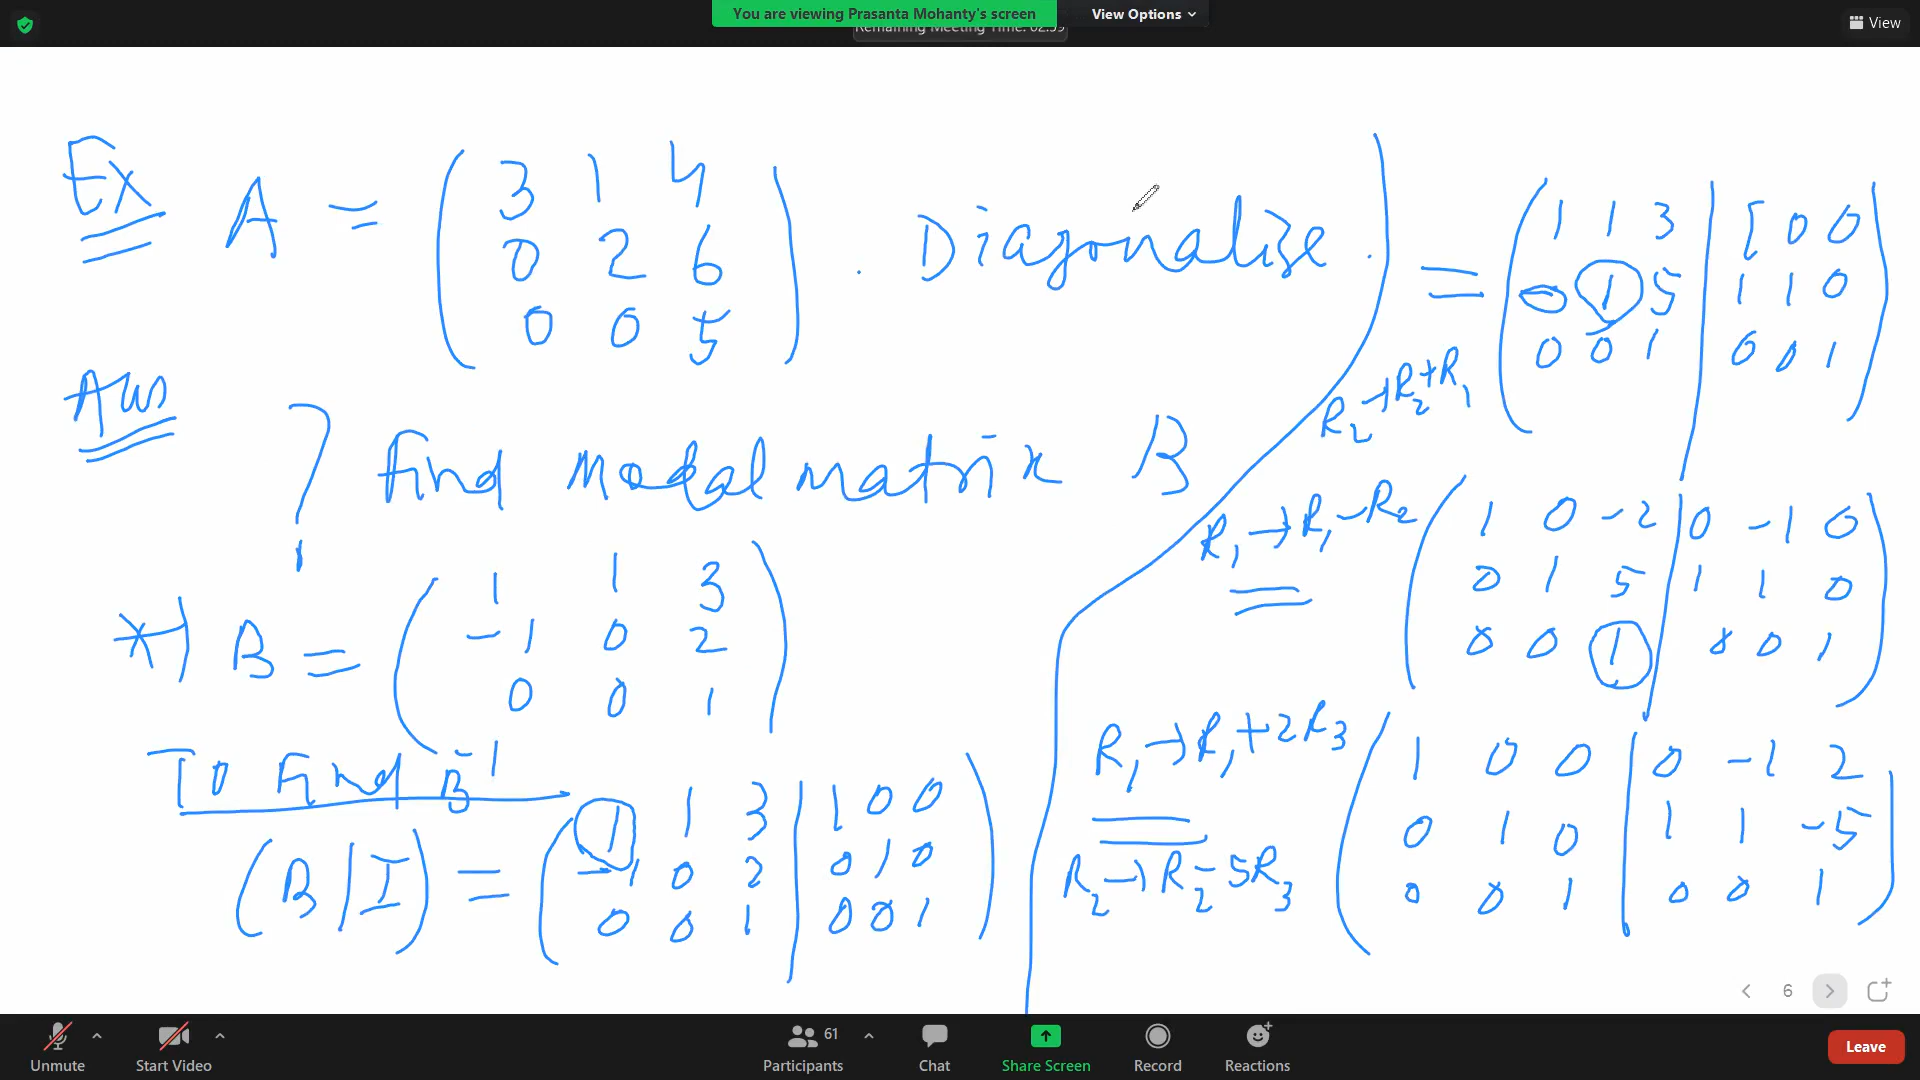 You are viewing Prasanta Mohanty's screen
View Options
View
Ex A = ( 3 1 4
0 2 6
0 0 5 ) . Diagonalize.
Ans
? find Modal matrix B
*) B = ( 1 1 3
-1 0 2
0 0 1 )
To find B⁻¹
(B|I) = ( 1 1 3 | 1 0 0
-1 0 2 | 0 1 0
0 0 1 | 0 0 1 )
= ( 1 1 3 | 1 0 0
0 1 5 | 1 1 0
0 0 1 | 0 0 1 )
R₂→R₂+R₁
R₁→R₁-R₂ ( 1 0 -2 | 0 -1 0
0 1 5 | 1 1 0
0 0 1 | 0 0 1 )
R₁→R₁+2R₃
R₂→R₂-5R₃
( 1 0 0 | 0 -1 2
0 1 0 | 1 1 -5
0 0 1 | 0 0 1 )
6
Unmute
Start Video
61
Participants
Chat
Share Screen
Record
Reactions
Leave